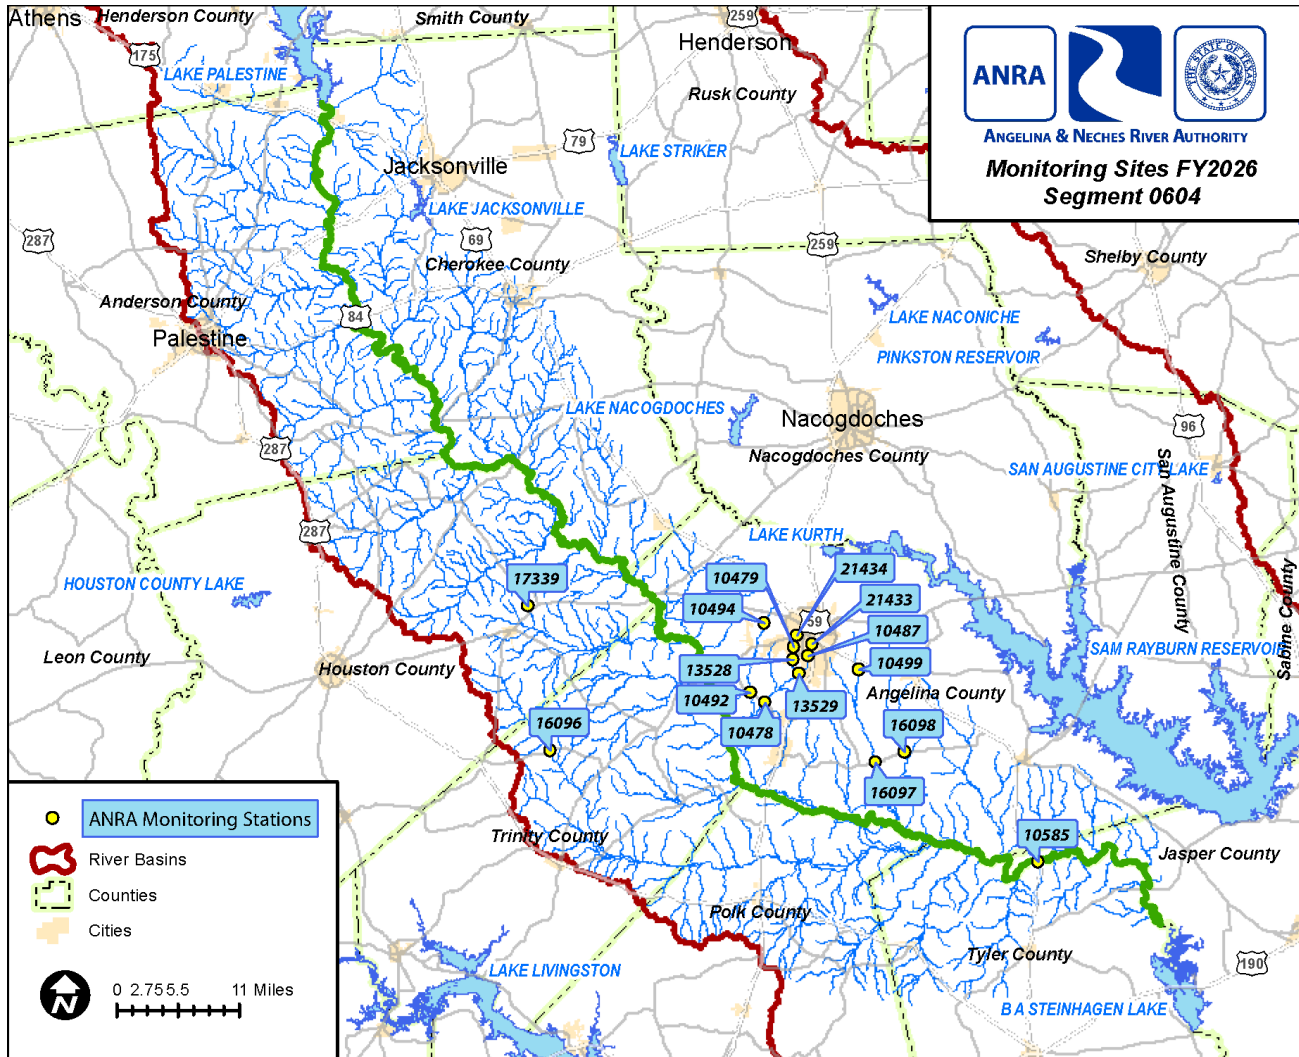 Athens
Henderson County
Smith County
259
Henderson
175
LAKE PALESTINE
Rusk County
ANRA
THE STATE OF TEXAS
ANGELINA & NECHES RIVER AUTHORITY
Monitoring Sites FY2026
Segment 0604
79
LAKE STRIKER
Jacksonville
LAKE JACKSONVILLE
287
69
259
Cherokee County
Shelby County
Anderson County
84
LAKE NACONICHE
Palestine
PINKSTON RESERVOIR
LAKE NACOGDOCHES
Nacogdoches
96
287
Nacogdoches County
SAN AUGUSTINE CITY LAKE
San Augustine County
287
LAKE KURTH
HOUSTON COUNTY LAKE
17339
10479
21434
10494
21433
59
10487
Sabine County
Leon County
Houston County
13528
10499
SAM RAYBURN RESERVOIR
10492
13529
Angelina County
16096
10478
16098
16097
ANRA Monitoring Stations
River Basins
Counties
Cities
N
0 2.75 5.5 11 Miles
Trinity County
10585
Jasper County
Polk County
Tyler County
190
LAKE LIVINGSTON
B A STEINHAGEN LAKE